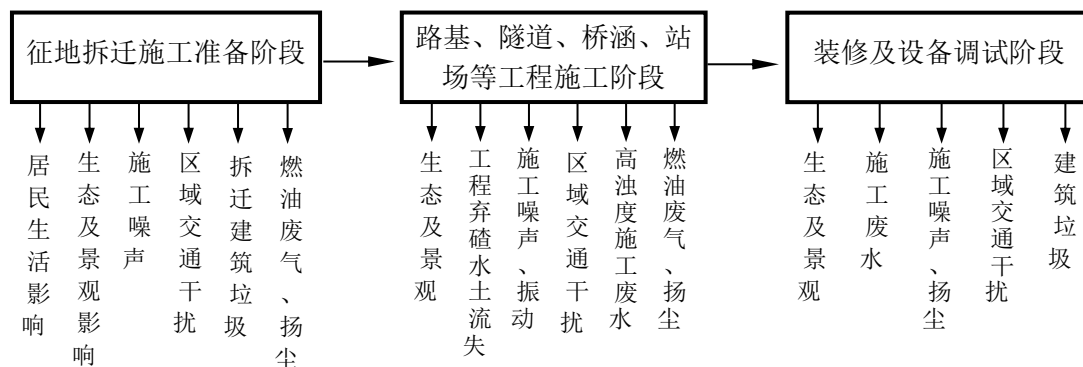 征地拆迁施工准备阶段
路基、隧道、桥涵、站
场等工程施工阶段
装修及设备调试阶段
居民生活影响
生态及景观影响
施工噪声
区域交通干扰
拆迁建筑垃圾
燃油废气、扬尘
生态及景观
工程弃碴水土流失
施工噪声、振动
区域交通干扰
高浊度施工废水
燃油废气、扬尘
生态及景观
施工废水
施工噪声、扬尘
区域交通干扰
建筑垃圾